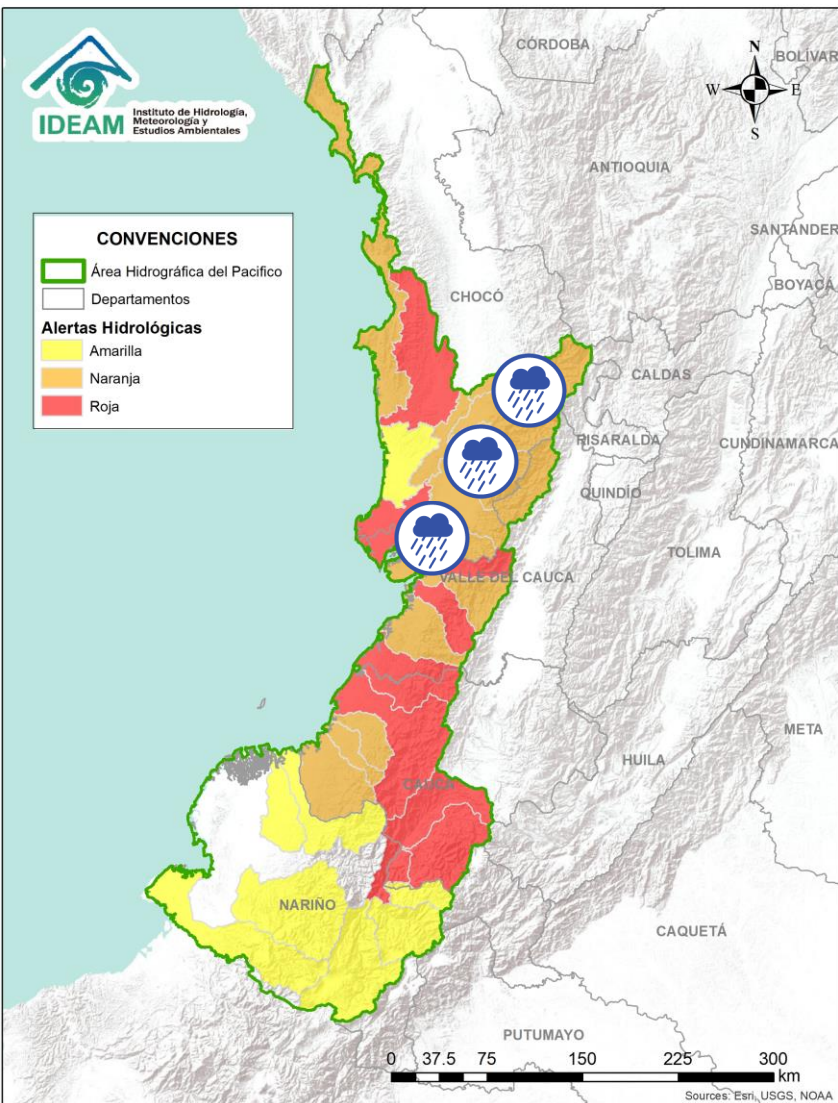 IDEAM
Instituto de Hidrología,
Meteorología y
Estudios Ambientales
CÓRDOBA
BOLÍVAR
N
W
E
S
ANTIOQUIA
SANTANDER
CONVENCIONES
Área Hidrográfica del Pacifico
Departamentos
Alertas Hidrológicas
Amarilla
Naranja
Roja
BOYACÁ
CHOCÓ
CALDAS
RISARALDA
CUNDINAMARCA
QUINDÍO
TOLIMA
VALLE DEL CAUCA
META
HUILA
CAUCA
NARIÑO
CAQUETÁ
PUTUMAYO
0 37.5 75 150 225 300
km
Sources: Esri, USGS, NOAA